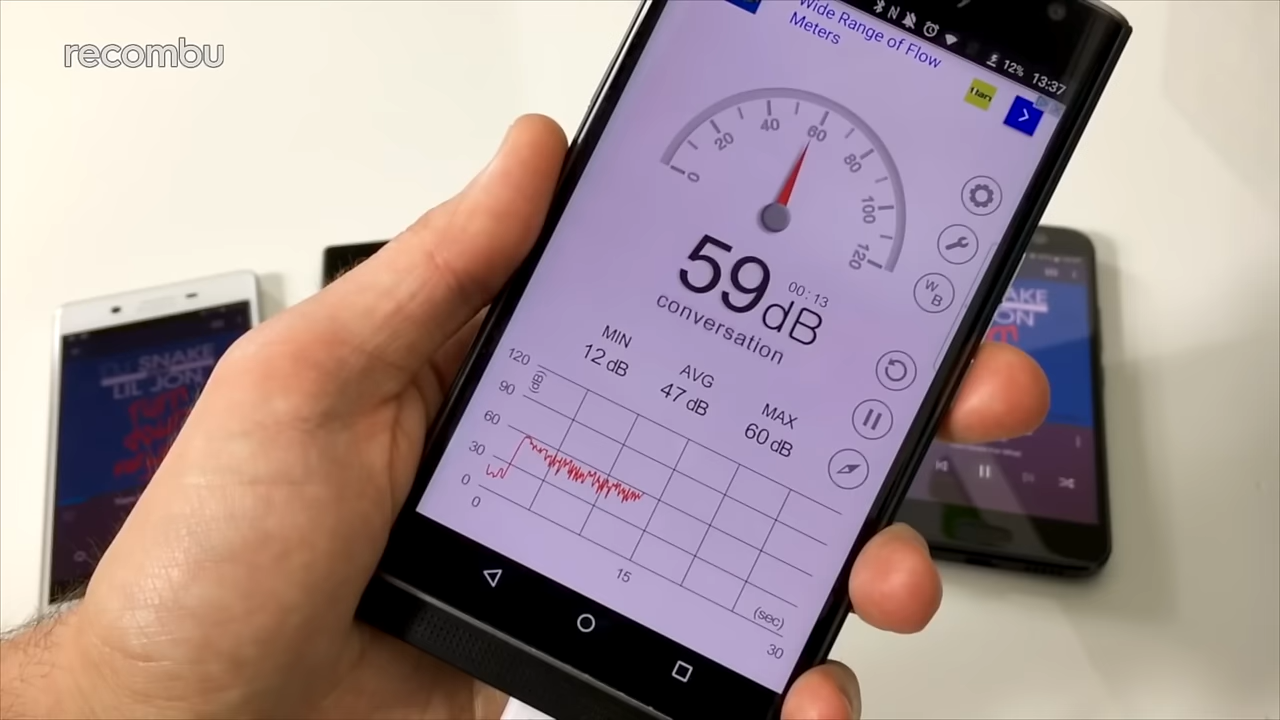 recombu
Wide Range of Flow
Meters
12% 13:37
0 20 40 60 80 100 120
W
B
59dB
00:13
conversation
MIN
12 dB
AVG
47 dB
MAX
60 dB
120
(dB)
90
60
30
0
0
15
(sec)
30
DJ SNAKE
LIL JON
SNAKE
ON